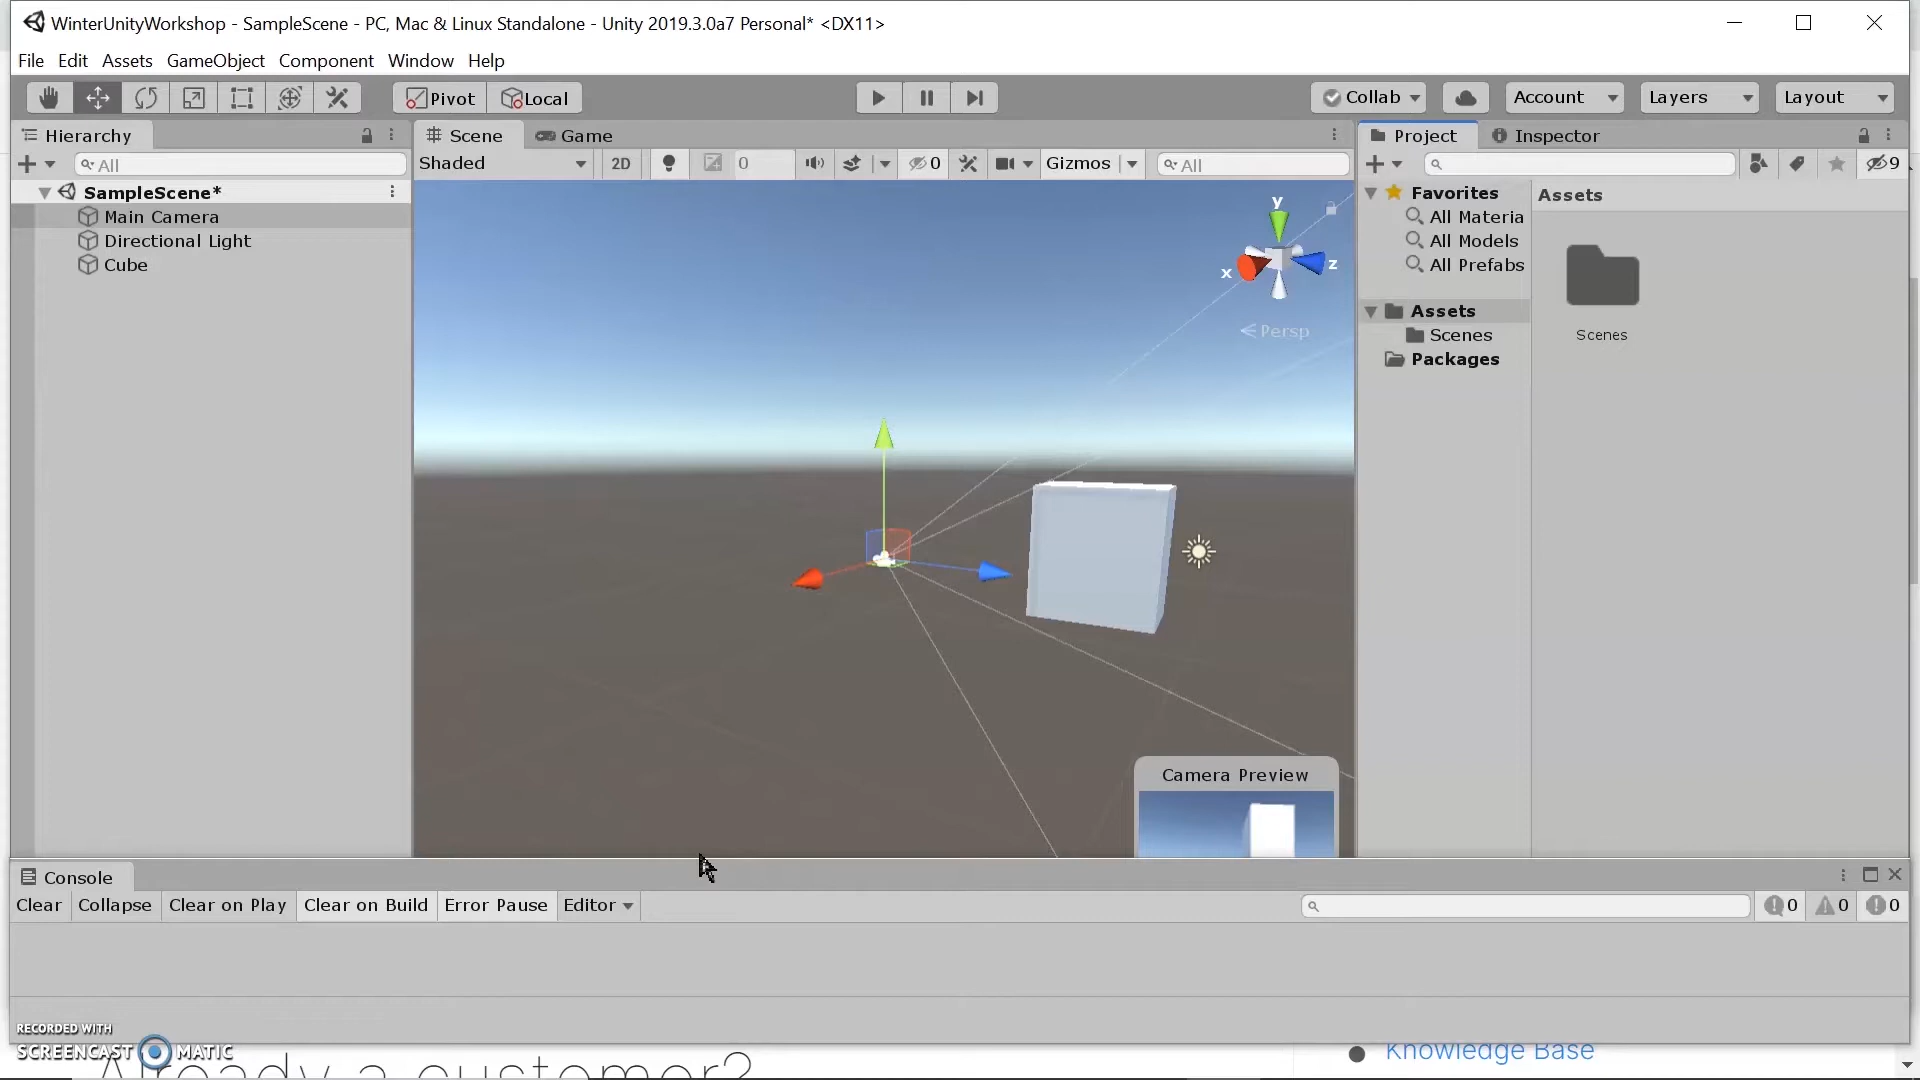 WinterUnityWorkshop - SampleScene - PC, Mac & Linux Standalone - Unity 2019.3.0a7 Personal* <DX11>
File Edit Assets GameObject Component Window Help
Pivot Local Collab Account Layers Layout
Hierarchy Scene Game Project Inspector
All Shaded 2D 0 0 Gizmos All 9
SampleScene* Favorites Assets
Main Camera All Materia
Directional Light All Models
Cube All Prefabs
y
x
z
Persp
Assets
Scenes Scenes
Packages
Camera Preview
Console
Clear Collapse Clear on Play Clear on Build Error Pause Editor 0 0 0
RECORDED WITH
SCREENCAST MATIC
Already a customer?
Knowledge Base